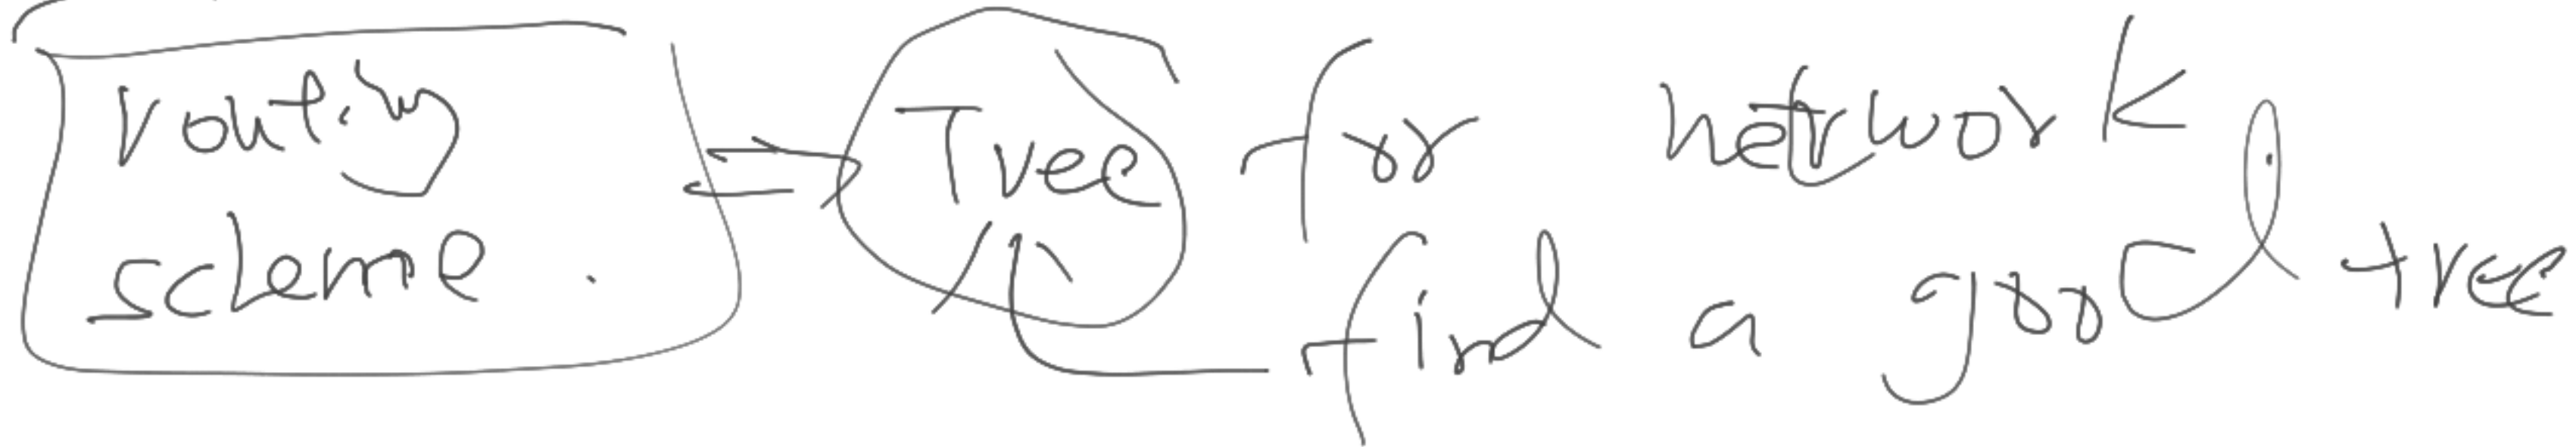 routing
scheme.
Tree for network
find a good tree